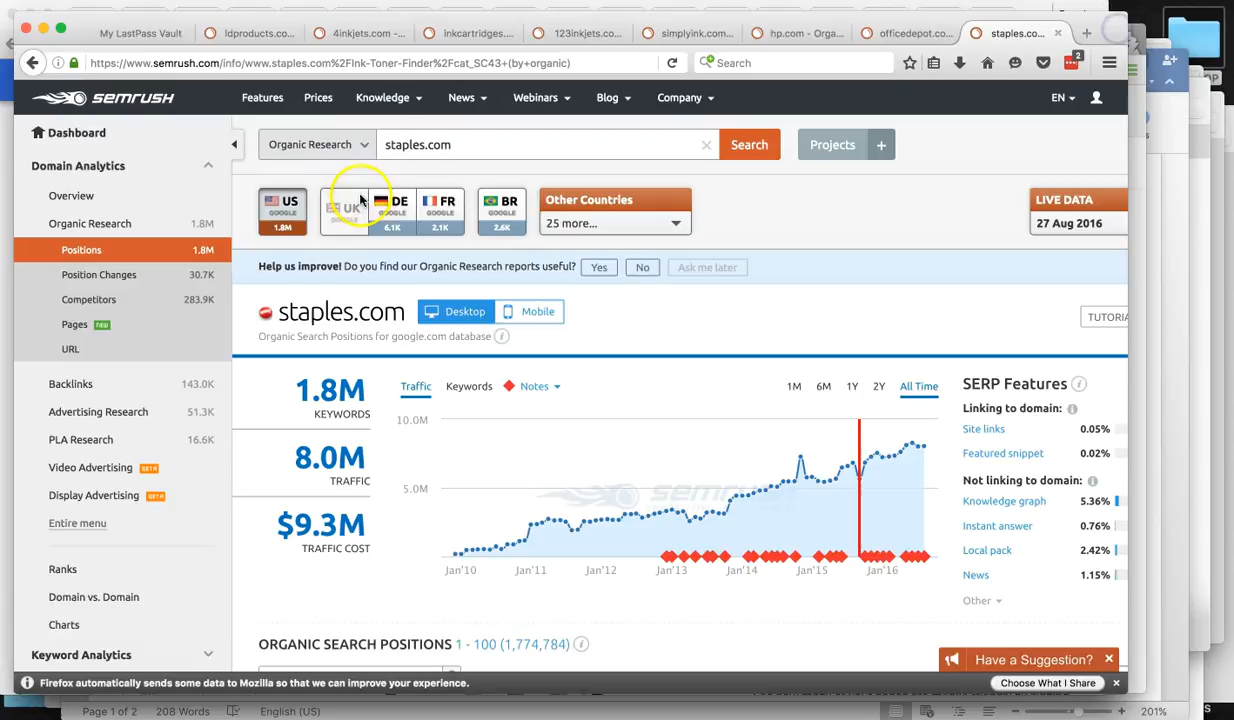 My LastPass Vault
ldproducts.co...
4inkjets.com -...
inkcartridges....
123inkjets.co...
simplyink.com
hp.com - Orga...
officedepot.co...
staples.co...
https://www.semrush.com/info/www.staples.com%2FInk-Toner-Finder%2Fcat_SC43+(by+organic)
Search
2
SEMRUSH
Features
Prices
Knowledge
News
Webinars
Blog
Company
EN
Dashboard
Domain Analytics
Overview
Organic Research 1.8M
Positions 1.8M
Position Changes 30.7K
Competitors 283.9K
Pages NEW
URL
Backlinks 143.0K
Advertising Research 51.3K
PLA Research 16.6K
Video Advertising BETA
Display Advertising BETA
Entire menu
Ranks
Domain vs. Domain
Charts
Keyword Analytics
Organic Research
staples.com
Search
Projects +
US
GOOGLE
1.8M
UK
GOOGLE
DE
GOOGLE
6.1K
FR
GOOGLE
2.1K
BR
GOOGLE
2.6K
Other Countries
25 more...
LIVE DATA
27 Aug 2016
Help us improve! Do you find our Organic Research reports useful? Yes No Ask me later
staples.com
Desktop
Mobile
TUTORIA
Organic Search Positions for google.com database
1.8M
KEYWORDS
8.0M
TRAFFIC
$9.3M
TRAFFIC COST
Traffic Keywords Notes
1M 6M 1Y 2Y All Time
10.0M
5.0M
SEMRUSH
Jan'10 Jan'11 Jan'12 Jan'13 Jan'14 Jan'15 Jan'16
SERP Features
Linking to domain:
Site links 0.05%
Featured snippet 0.02%
Not linking to domain:
Knowledge graph 5.36%
Instant answer 0.76%
Local pack 2.42%
News 1.15%
Other
ORGANIC SEARCH POSITIONS 1 - 100 (1,774,784)
Have a Suggestion?
Firefox automatically sends some data to Mozilla so that we can improve your experience.
Choose What I Share
Page 1 of 2 208 Words English (US)
201%